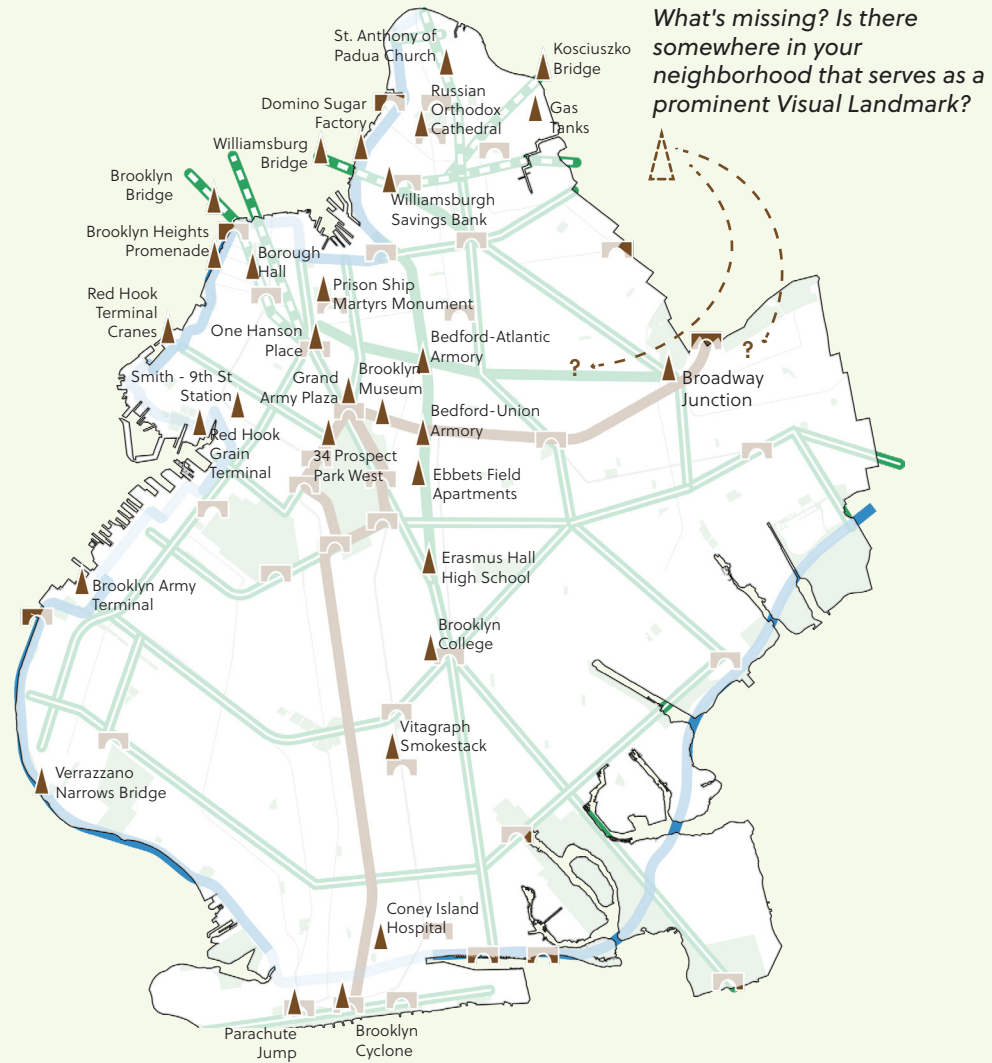 What's missing? Is there
somewhere in your
neighborhood that serves as a
prominent Visual Landmark?
St. Anthony of
Padua Church
Kosciuszko
Bridge
Russian
Orthodox
Cathedral
Gas
Tanks
Domino Sugar
Factory
Williamsburg
Bridge
Brooklyn
Bridge
Williamsburgh
Savings Bank
Brooklyn Heights
Promenade
Borough
Hall
Prison Ship
Martyrs Monument
Red Hook
Terminal
Cranes
One Hanson
Place
Bedford-Atlantic
Armory
?
?
Broadway
Junction
Smith - 9th St
Station
Grand
Army Plaza
Brooklyn
Museum
Bedford-Union
Armory
Red Hook
Grain
Terminal
34 Prospect
Park West
Ebbets Field
Apartments
Erasmus Hall
High School
Brooklyn Army
Terminal
Brooklyn
College
Vitagraph
Smokestack
Verrazzano
Narrows Bridge
Coney Island
Hospital
Parachute
Jump
Brooklyn
Cyclone